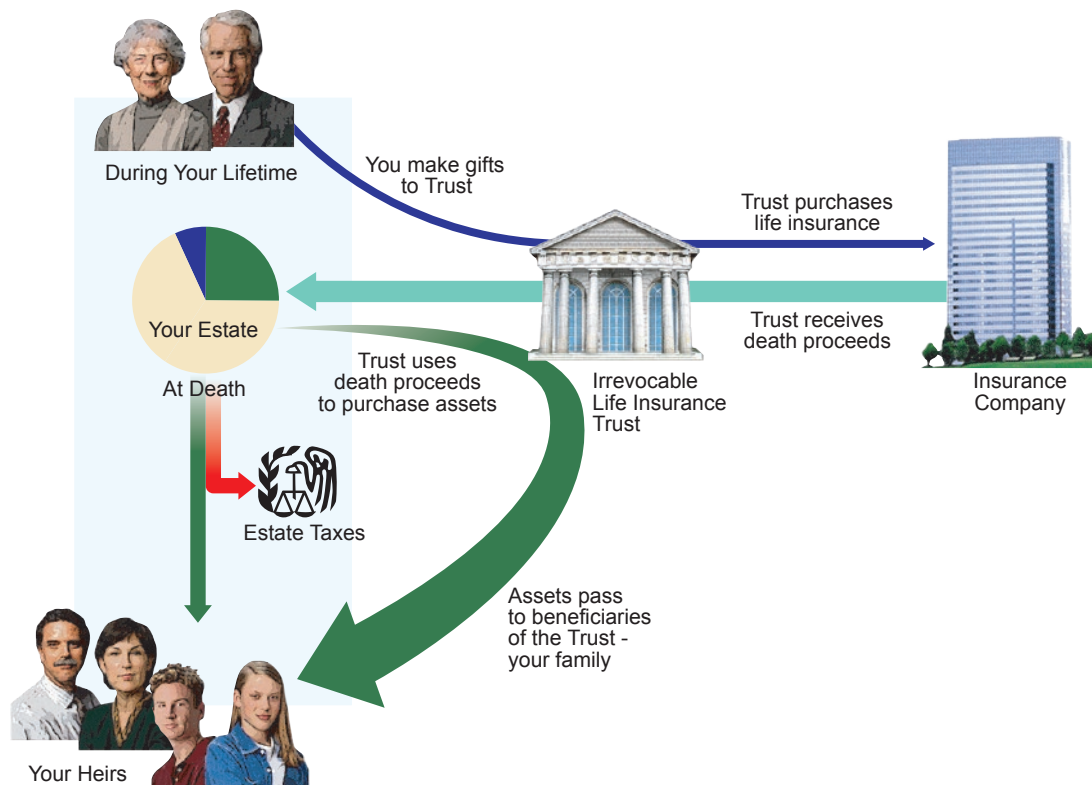 During Your Lifetime
You make gifts
to Trust
Trust purchases
life insurance
Your Estate
Trust receives
death proceeds
At Death
Trust uses
death proceeds
to purchase assets
Irrevocable
Life Insurance
Trust
Insurance
Company
Estate Taxes
Assets pass
to beneficiaries
of the Trust -
your family
Your Heirs